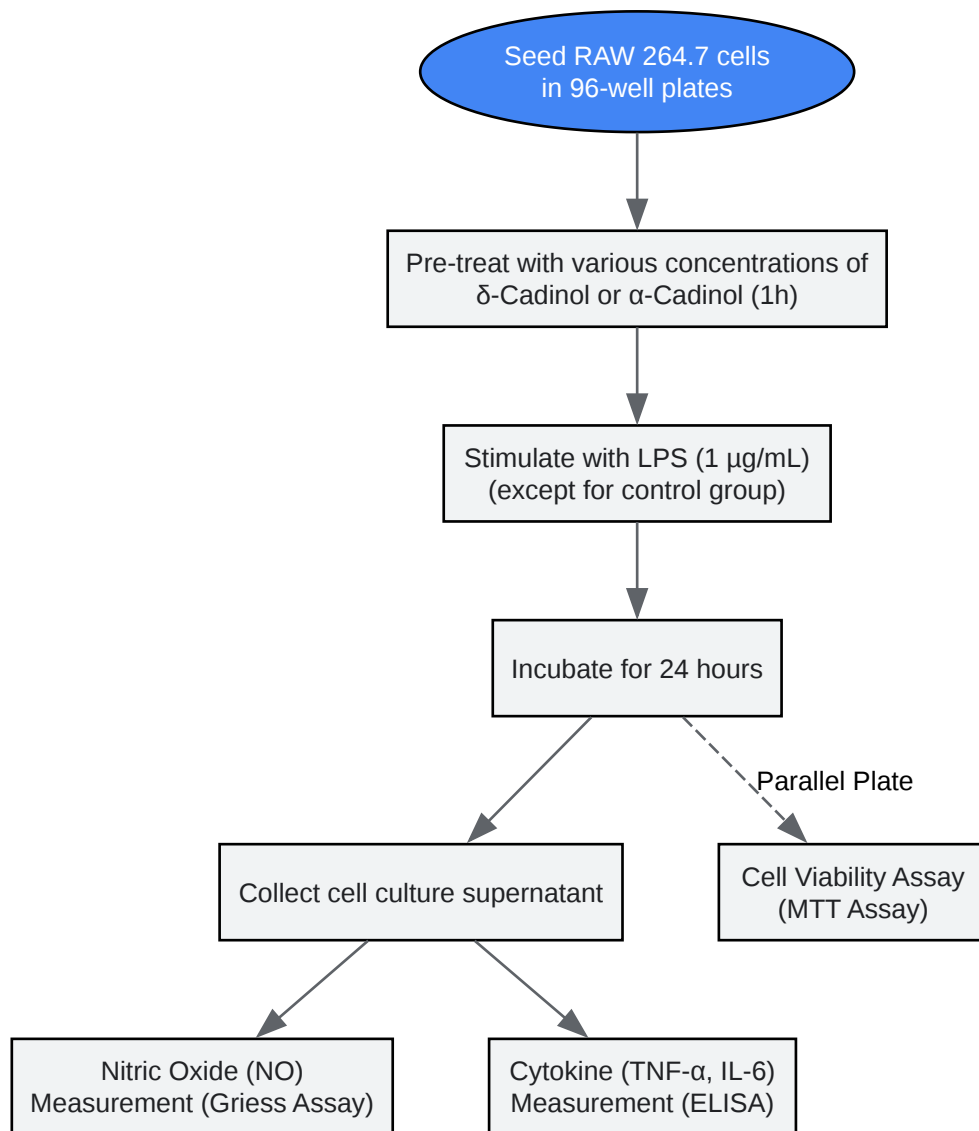 Seed RAW 264.7 cells
in 96-well plates
Pre-treat with various concentrations of
δ-Cadinol or α-Cadinol (1h)
Stimulate with LPS (1 µg/mL)
(except for control group)
Incubate for 24 hours
Parallel Plate
Collect cell culture supernatant
Cell Viability Assay
(MTT Assay)
Nitric Oxide (NO)
Measurement (Griess Assay)
Cytokine (TNF-α, IL-6)
Measurement (ELISA)